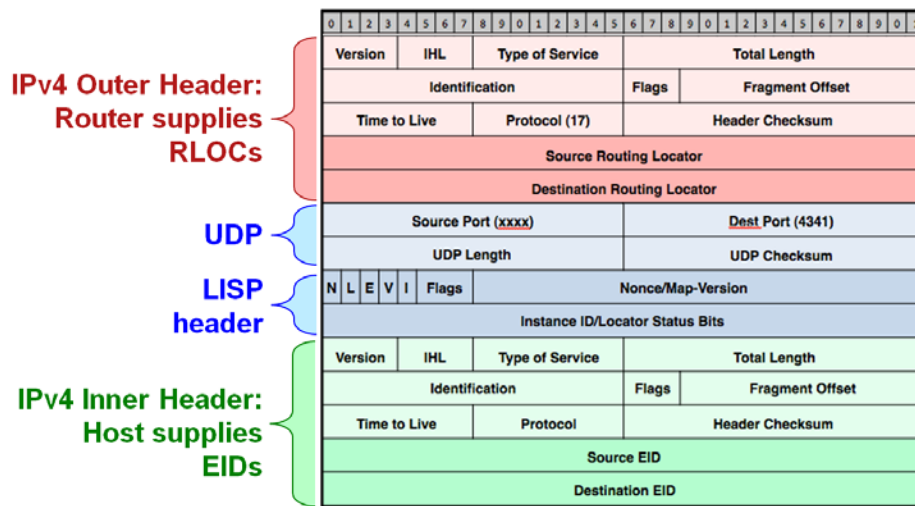 0 1 2 3 4 5 6 7 8 9 0 1 2 3 4 5 6 7 8 9 0 1 2 3 4 5 6 7 8 9 0 1
Version IHL Type of Service Total Length
Identification Flags Fragment Offset
Time to Live Protocol (17) Header Checksum
Source Routing Locator
Destination Routing Locator
IPv4 Outer Header:
Router supplies
RLOCs
Source Port (xxxx) Dest Port (4341)
UDP Length UDP Checksum
UDP
N L E V I Flags Nonce/Map-Version
Instance ID/Locator Status Bits
LISP
header
Version IHL Type of Service Total Length
Identification Flags Fragment Offset
Time to Live Protocol Header Checksum
Source EID
Destination EID
IPv4 Inner Header:
Host supplies
EIDs